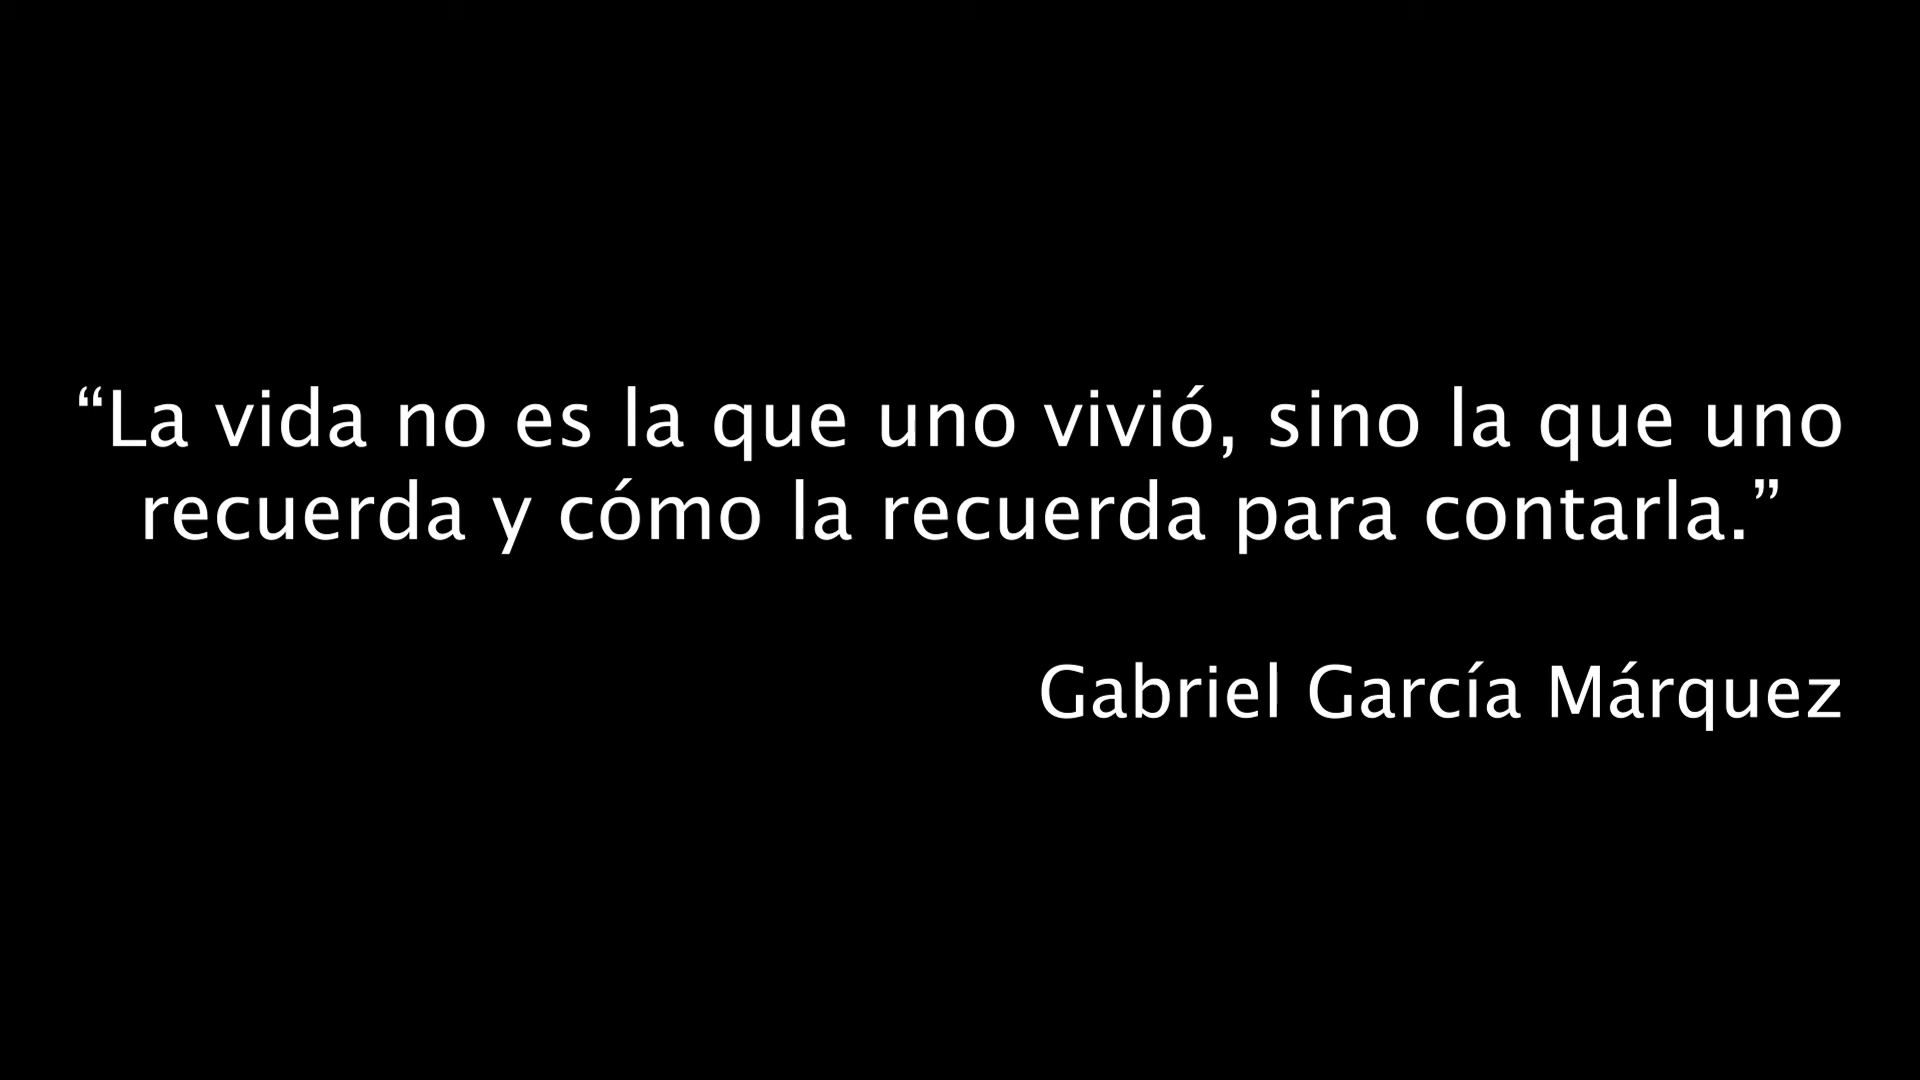 “La vida no es la que uno vivió, sino la que uno
recuerda y cómo la recuerda para contarla.”
Gabriel García Márquez